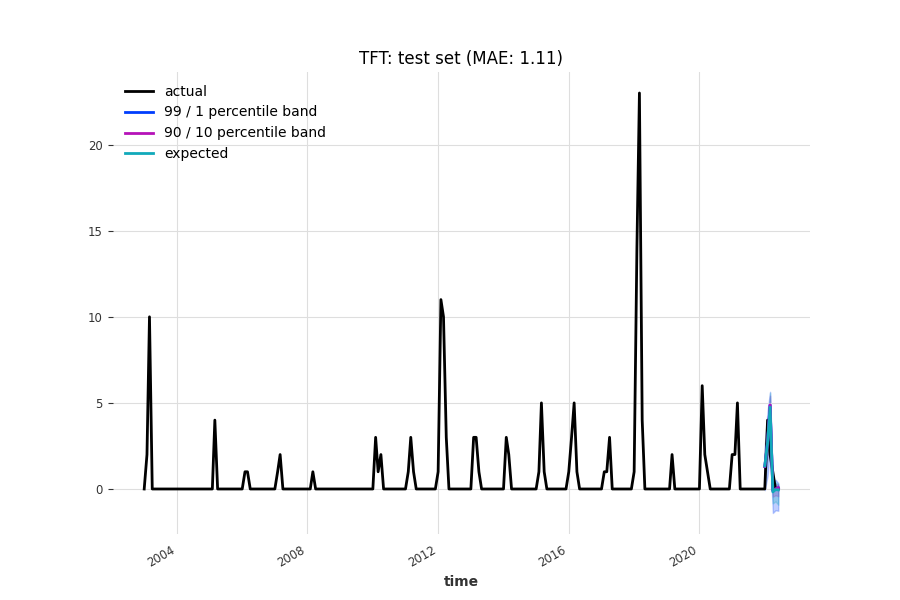 TFT: test set (MAE: 1.11)
actual
99 / 1 percentile band
90 / 10 percentile band
expected
20
15
10
5
0
2004
2008
2012
2016
2020
time